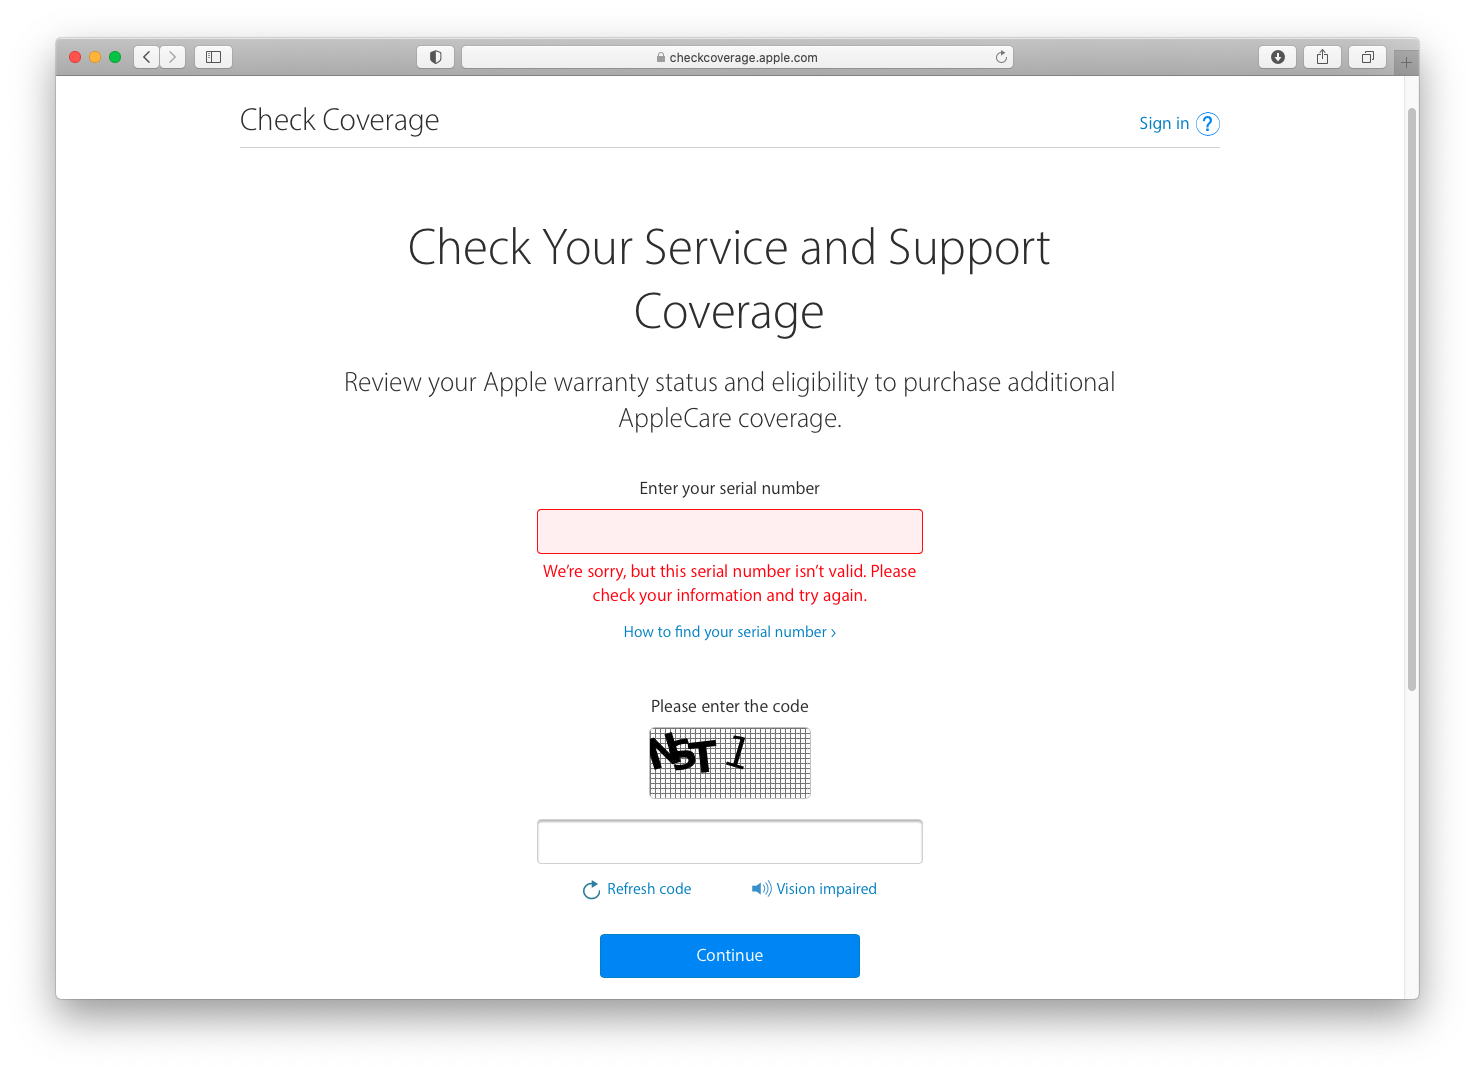 checkcoverage.apple.com
Check Coverage
Sign in ?
Check Your Service and Support
Coverage
Review your Apple warranty status and eligibility to purchase additional
AppleCare coverage.
Enter your serial number
We're sorry, but this serial number isn't valid. Please
check your information and try again.
How to find your serial number ›
Please enter the code
Refresh code
Vision impaired
Continue